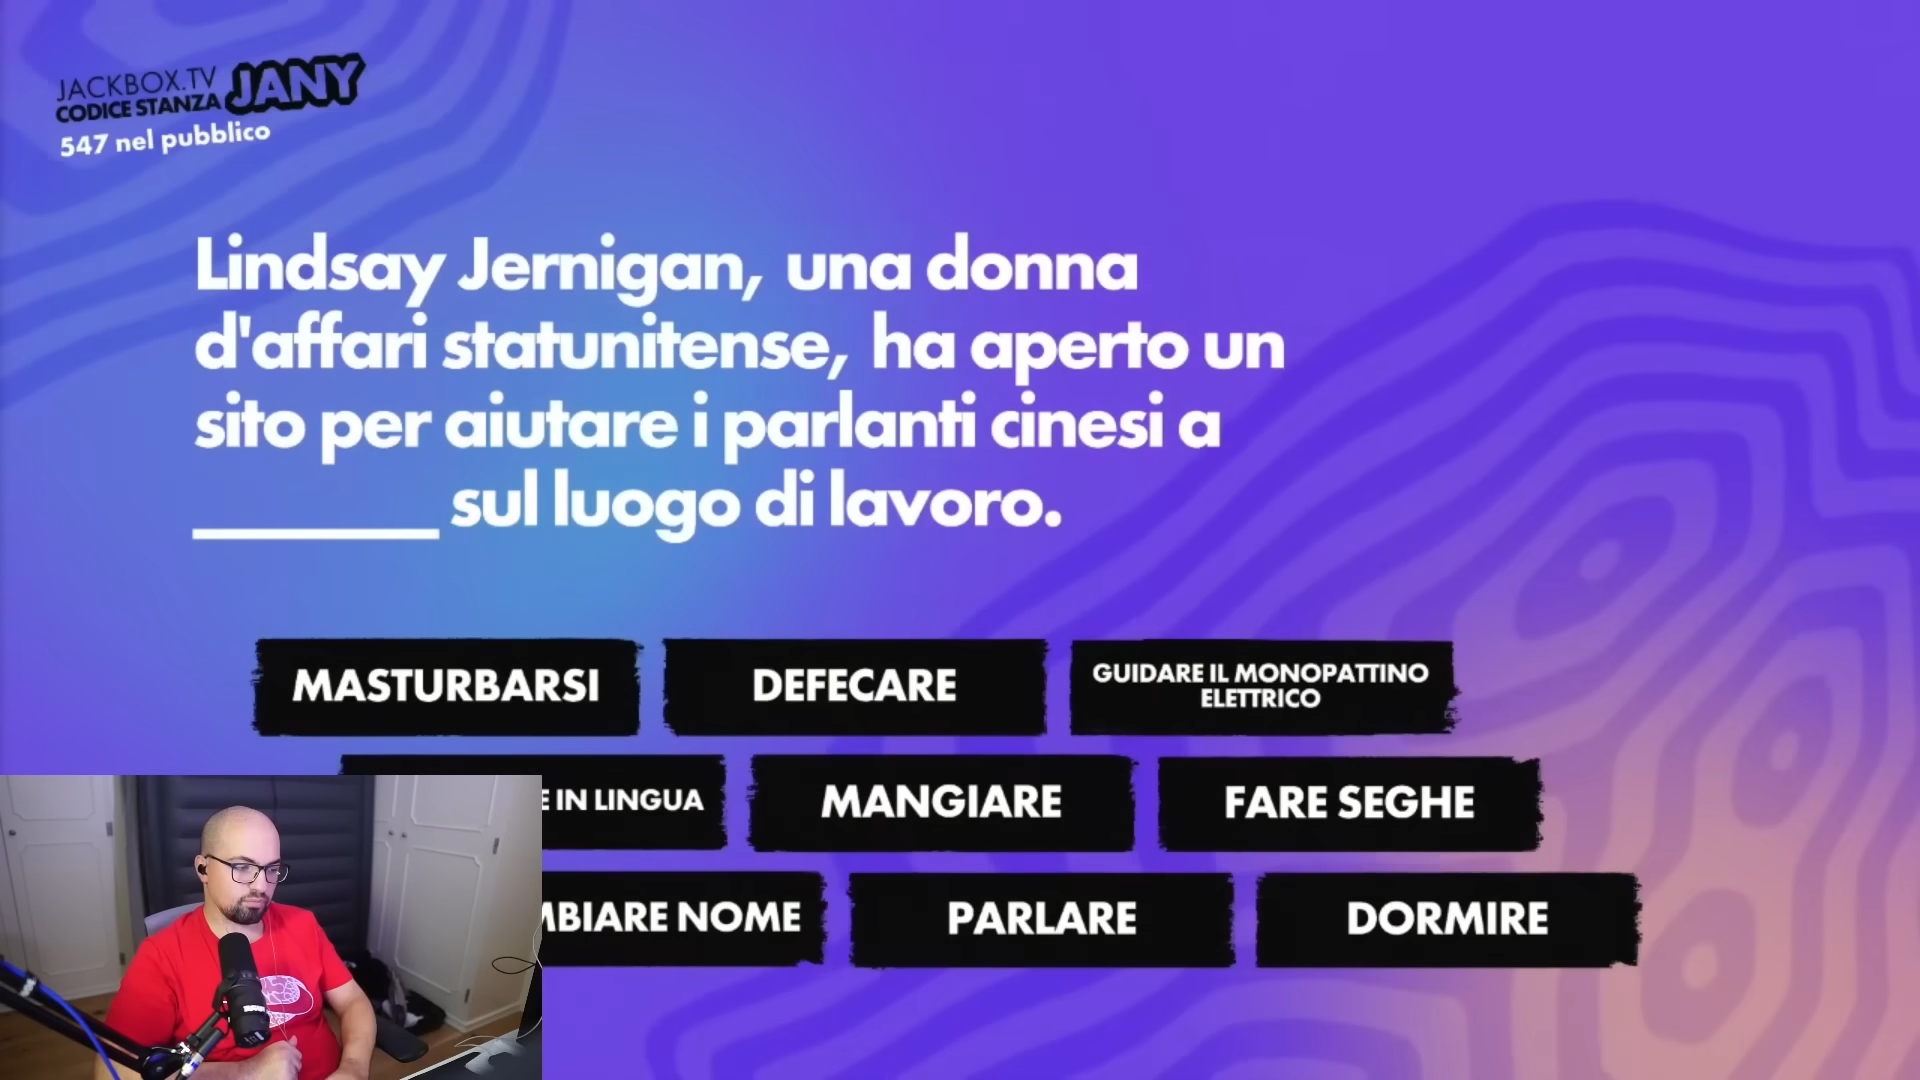 JACKBOX.TV
CODICE STANZA JANY
547 nel pubblico
Lindsay Jernigan, una donna
d'affari statunitense, ha aperto un
sito per aiutare i parlanti cinesi a
_______ sul luogo di lavoro.
MASTURBARSI DEFECARE GUIDARE IL MONOPATTINO
ELETTRICO
IN LINGUA MANGIARE FARE SEGHE
NOME PARLARE DORMIRE